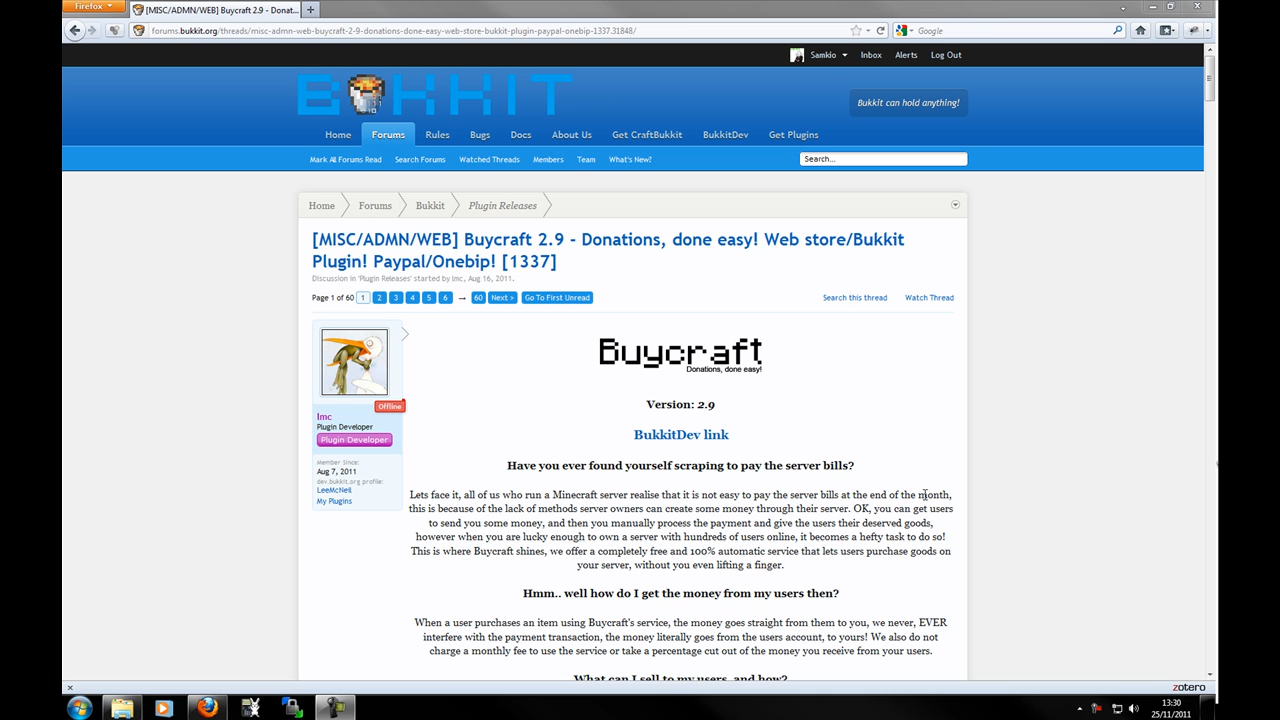 Firefox
[MISC/ADMN/WEB] Buycraft 2.9 - Donat...
forums.bukkit.org/threads/misc-admn-web-buycraft-2-9-donations-done-easy-web-store-bukkit-plugin-paypal-onebip-1337.31848/
Google
Samkio Inbox Alerts Log Out
BUKKIT
Bukkit can hold anything!
Home Forums Rules Bugs Docs About Us Get CraftBukkit BukkitDev Get Plugins
Mark All Forums Read Search Forums Watched Threads Members Team What's New?
Search...
Home Forums Bukkit Plugin Releases
[MISC/ADMN/WEB] Buycraft 2.9 - Donations, done easy! Web store/Bukkit
Plugin! Paypal/Onebip! [1337]
Discussion in 'Plugin Releases' started by lmc, Aug 16, 2011.
Page 1 of 60 1 2 3 4 5 6 → 60 Next > Go To First Unread
Search this thread Watch Thread
Buycraft
Donations, done easy!
Offline
lmc
Plugin Developer
Plugin Developer
Member Since:
Aug 7, 2011
dev.bukkit.org profile:
LeeMcNeil
My Plugins
Version: 2.9
BukkitDev link
Have you ever found yourself scraping to pay the server bills?
Lets face it, all of us who run a Minecraft server realise that it is not easy to pay the server bills at the end of the month,
this is because of the lack of methods server owners can create some money through their server. OK, you can get users
to send you some money, and then you manually process the payment and give the users their deserved goods,
however when you are lucky enough to own a server with hundreds of users online, it becomes a hefty task to do so!
This is where Buycraft shines, we offer a completely free and 100% automatic service that lets users purchase goods on
your server, without you even lifting a finger.
Hmm.. well how do I get the money from my users then?
When a user purchases an item using Buycraft's service, the money goes straight from them to you, we never, EVER
interfere with the payment transaction, the money literally goes from the users account, to yours! We also do not
charge a monthly fee to use the service or take a percentage cut out of the money you receive from your users.
What can I sell to my users, and how?
zotero
13:30
25/11/2011